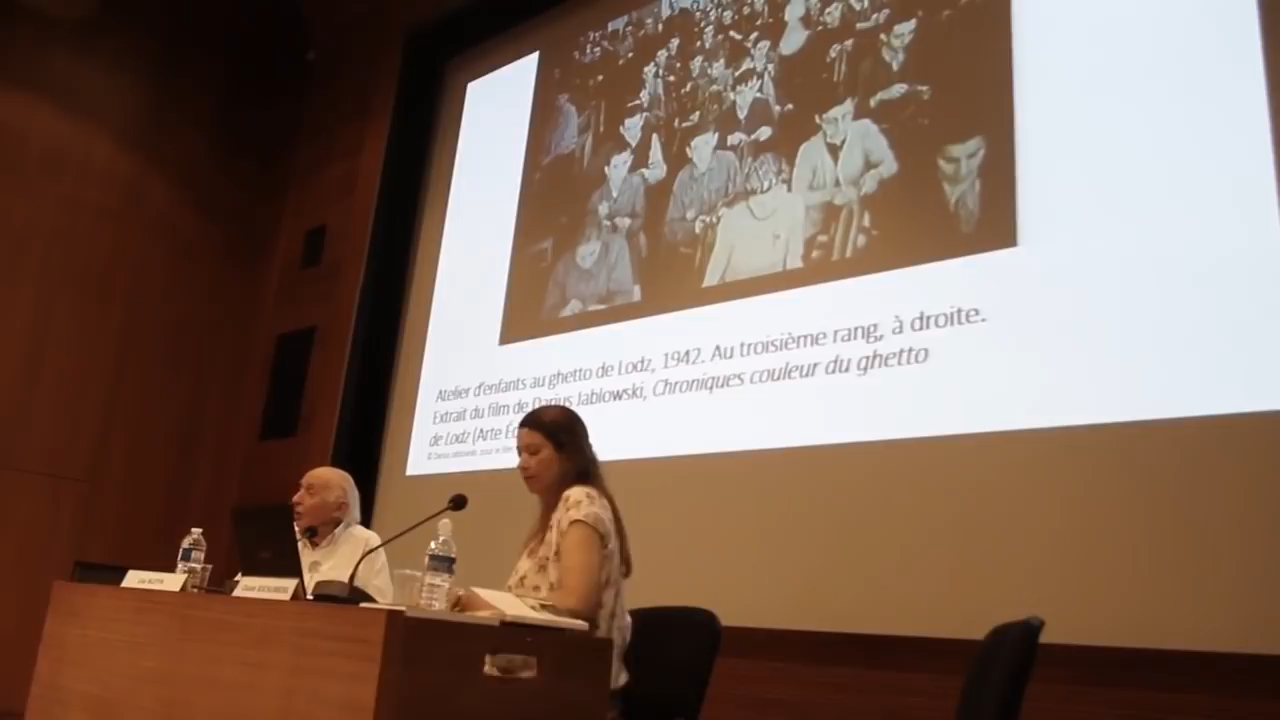 Atelier d'enfants au ghetto de Lodz, 1942. Au troisième rang, à droite.
Extrait du film de Darius Jablowski, Chroniques couleur du ghetto
de Lodz (Arte